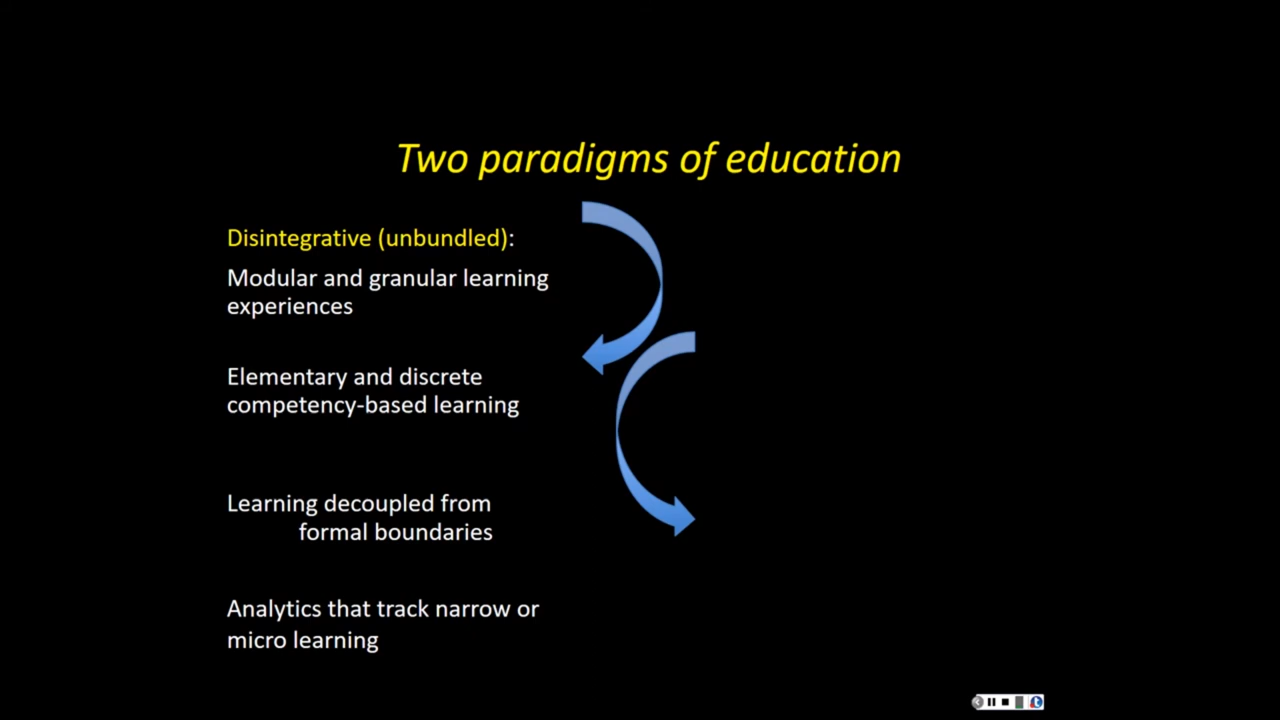 Two paradigms of education
Disintegrative (unbundled):
Modular and granular learning
experiences
Elementary and discrete
competency-based learning
Learning decoupled from
formal boundaries
Analytics that track narrow or
micro learning